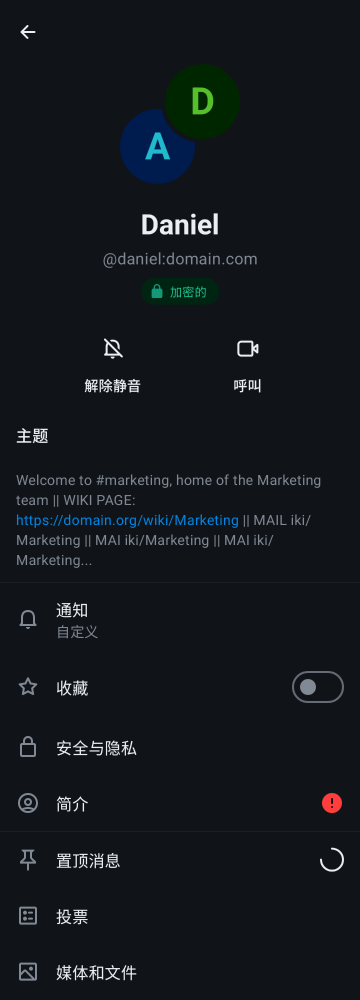 D
A
Daniel
@daniel:domain.com
加密的
解除静音
呼叫
主题
Welcome to #marketing, home of the Marketing
team || WIKI PAGE:
https://domain.org/wiki/Marketing || MAIL iki/
Marketing || MAI iki/Marketing || MAI iki/
Marketing...
通知
自定义
收藏
安全与隐私
简介
置顶消息
投票
媒体和文件